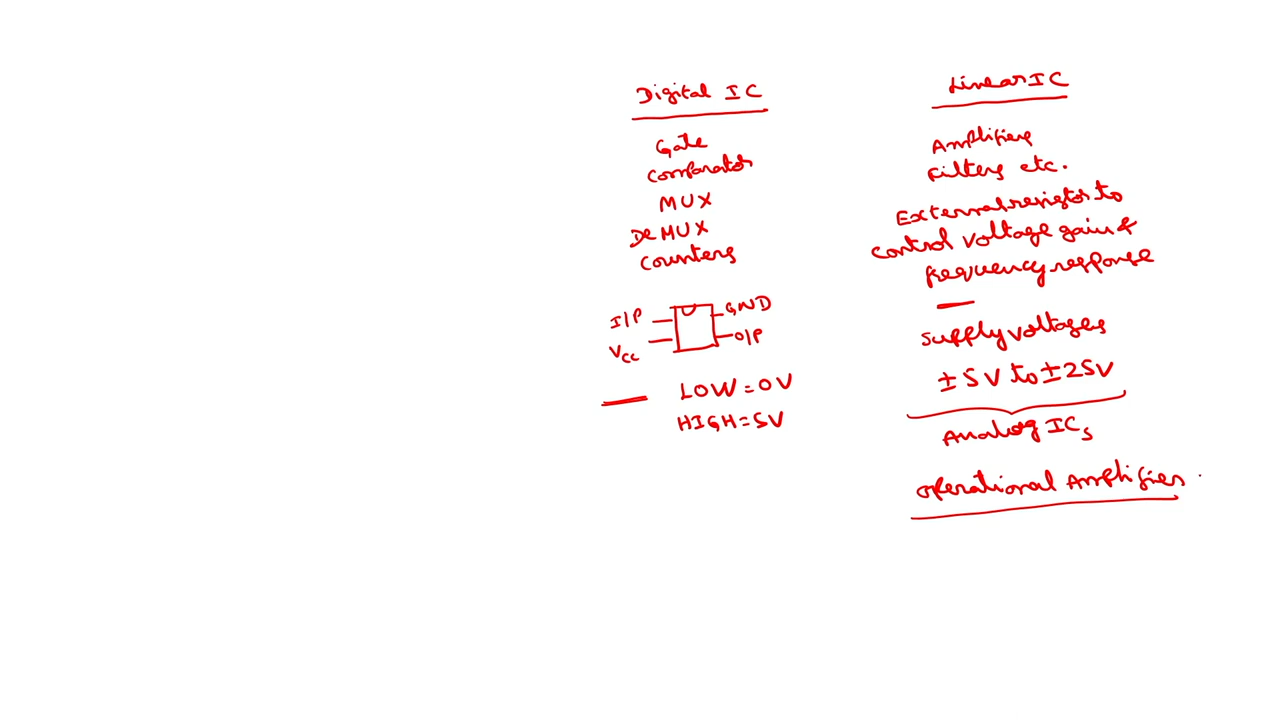 Digital IC
Gate
Comparator
MUX
DeMUX
Counters
I/P
GND
Vcc
O/P
LOW = 0V
HIGH = 5V
Linear IC
Amplifiers
Filters etc.
External resistor to
control voltage gain &
frequency response
Supply voltages
±5V to ±25V
Analog ICs
Operational Amplifier